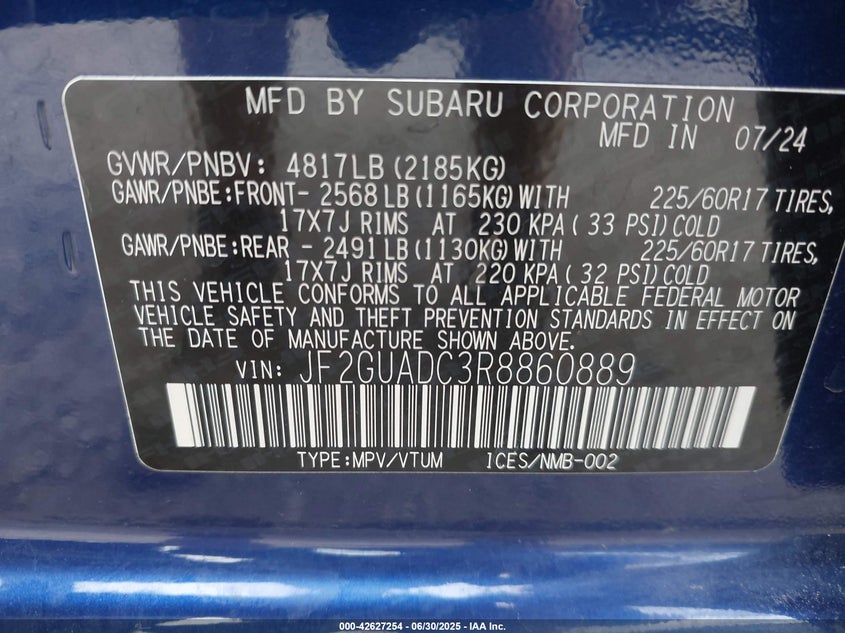 MFD BY SUBARU CORPORATION
MFD IN 07/24
GVWR/PNBV: 4817LB (2185KG)
GAWR/PNBE:FRONT- 2568 LB (1165KG) WITH 225/60R17 TIRES,
17X7J RIMS AT 230 KPA ( 33 PSI) COLD
GAWR/PNBE:REAR - 2491 LB (1130KG) WITH 225/60R17 TIRES,
17X7J RIMS AT 220 KPA ( 32 PSI) COLD
THIS VEHICLE CONFORMS TO ALL APPLICABLE FEDERAL MOTOR
VEHICLE SAFETY AND THEFT PREVENTION STANDARDS IN EFFECT ON
THE DATE OF MANUFACTURE SHOWN ABOVE.
VIN: JF2GUADC3R8860889
TYPE:MPV/VTUM ICES/NMB-002
000-42627254 - 06/30/2025 - IAA Inc.